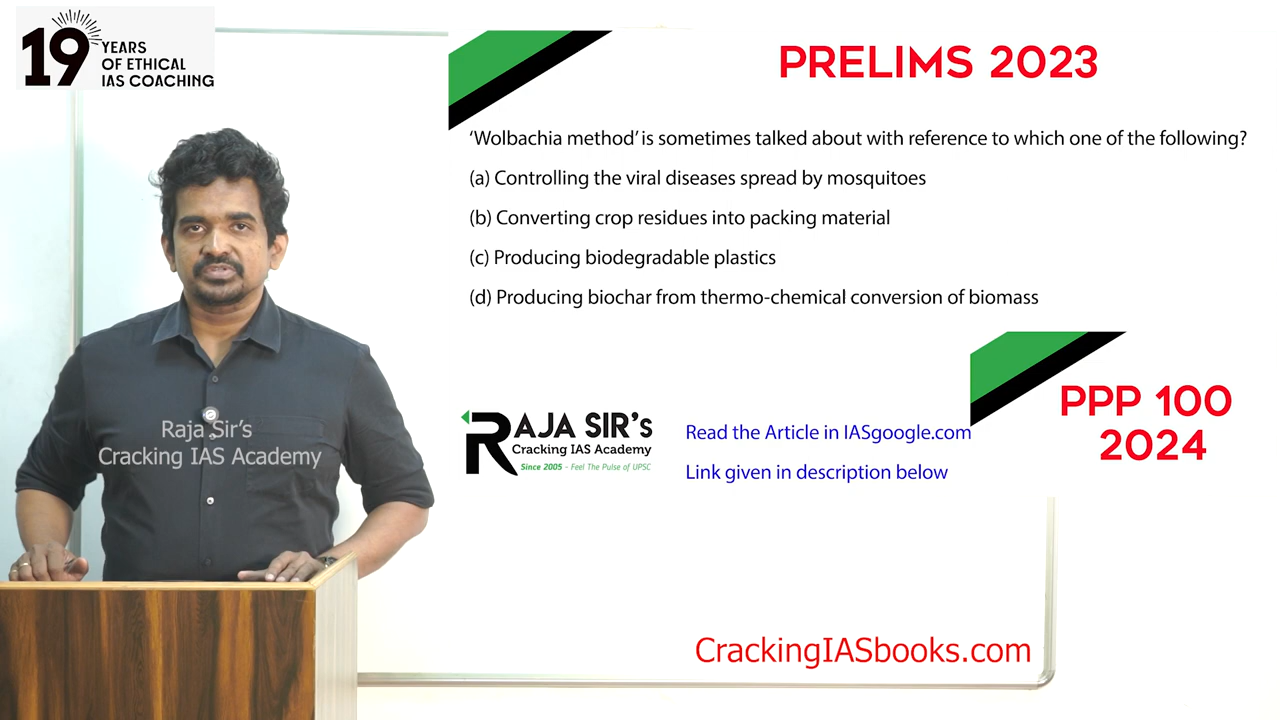 19 YEARS
OF ETHICAL
IAS COACHING
PRELIMS 2023
‘Wolbachia method’ is sometimes talked about with reference to which one of the following?
(a) Controlling the viral diseases spread by mosquitoes
(b) Converting crop residues into packing material
(c) Producing biodegradable plastics
(d) Producing biochar from thermo-chemical conversion of biomass
PPP 100
2024
RAJA SIR's
Cracking IAS Academy
Since 2005 - Feel The Pulse of UPSC
Read the Article in IASgoogle.com
Link given in description below
Raja Sir’s
Cracking IAS Academy
CrackingIASbooks.com